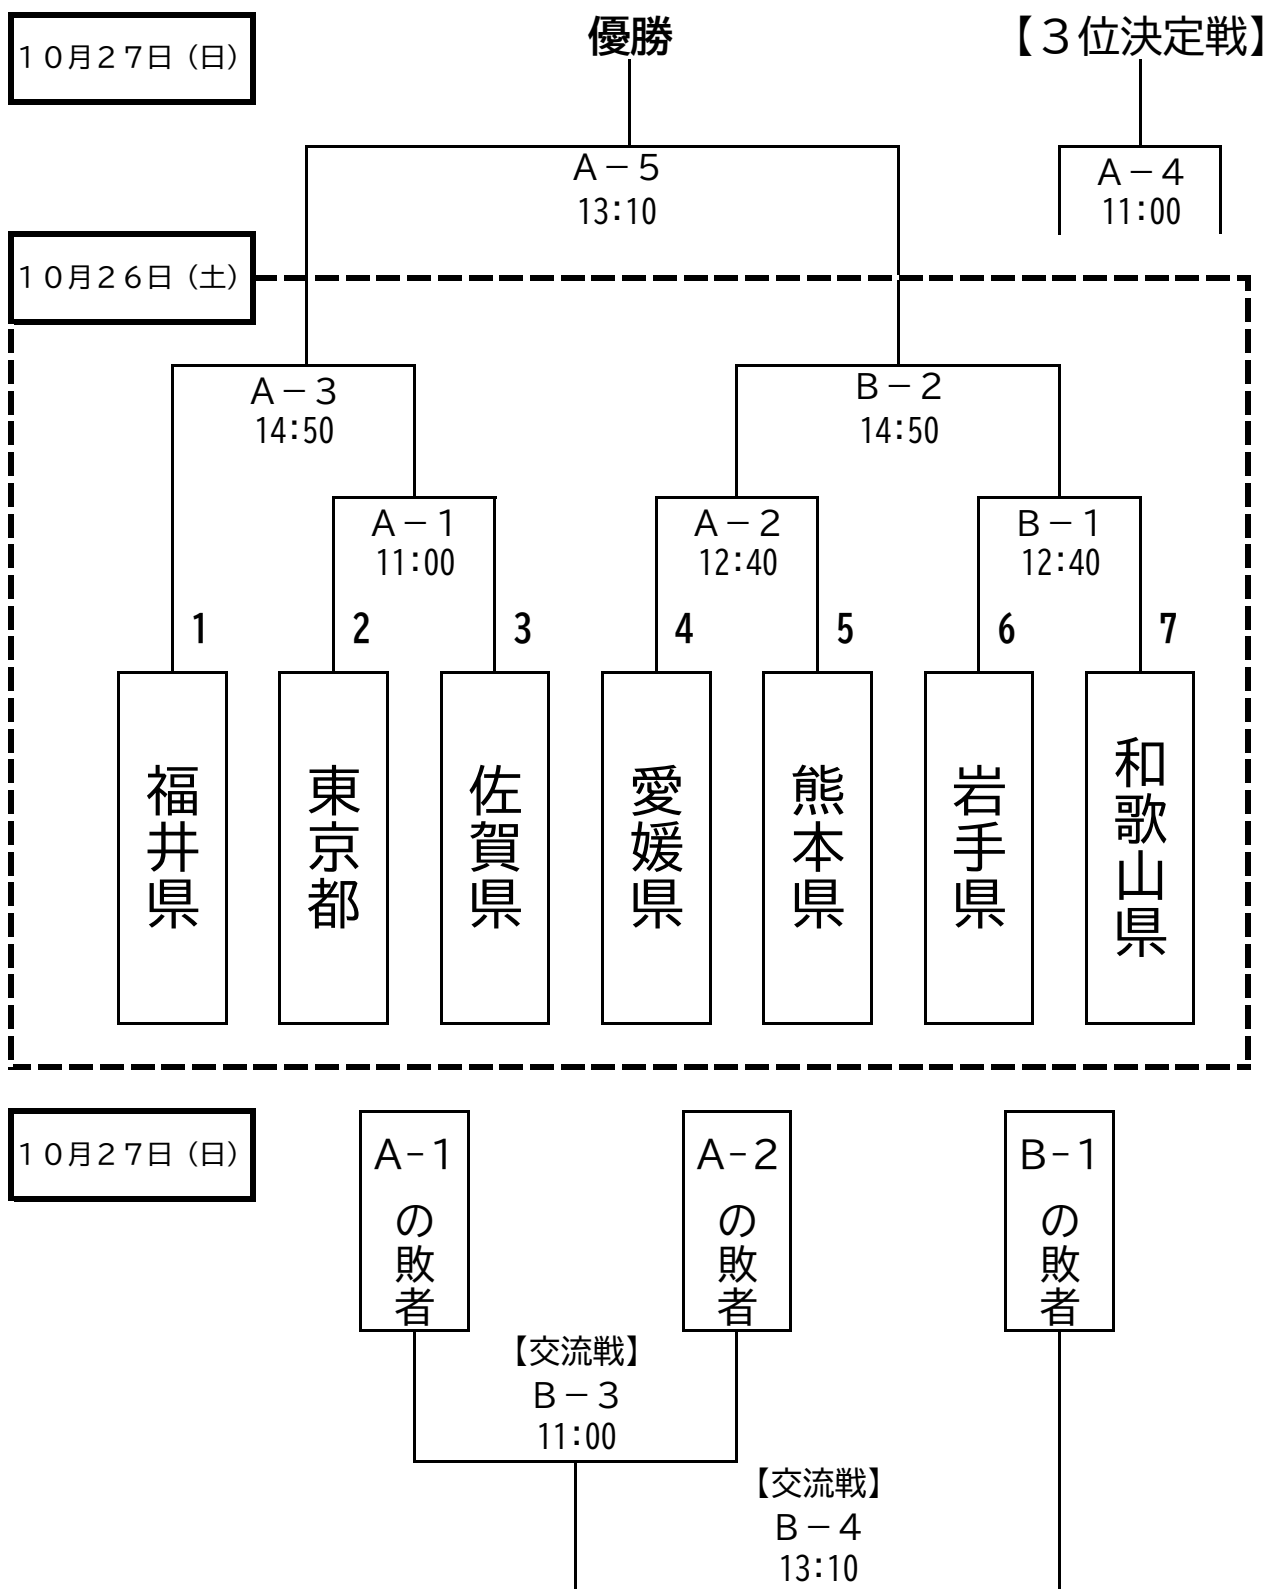 １０月２７日（日）
優勝
【３位決定戦】
Ａ－５
13:10
Ａ－４
11:00
１０月２６日（土）
Ａ－３
14:50
Ｂ－２
14:50
Ａ－１
11:00
Ａ－２
12:40
Ｂ－１
12:40
1
2
3
4
5
6
7
福井県
東京都
佐賀県
愛媛県
熊本県
岩手県
和歌山県
１０月２７日（日）
A-1の敗者
A-2の敗者
B-1の敗者
【交流戦】
Ｂ－３
11:00
【交流戦】
Ｂ－４
13:10